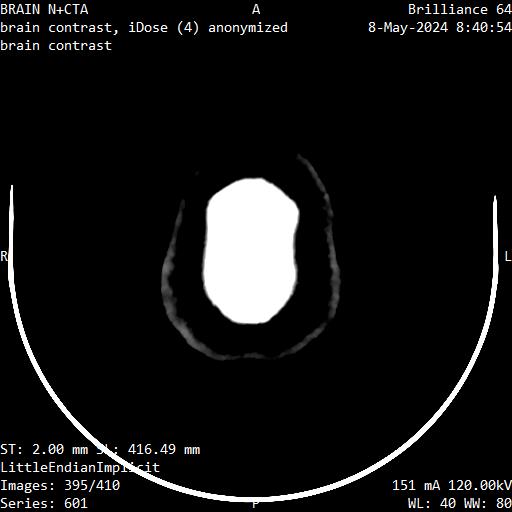 BRAIN N+CTA
A
Brilliance 64
brain contrast, iDose (4) anonymized
8-May-2024 8:40:54
brain contrast
R
L
ST: 2.00 mm SL: 416.49 mm
LittleEndianImplicit
Images: 395/410
151 mA 120.00kV
Series: 601
P
WL: 40 WW: 80